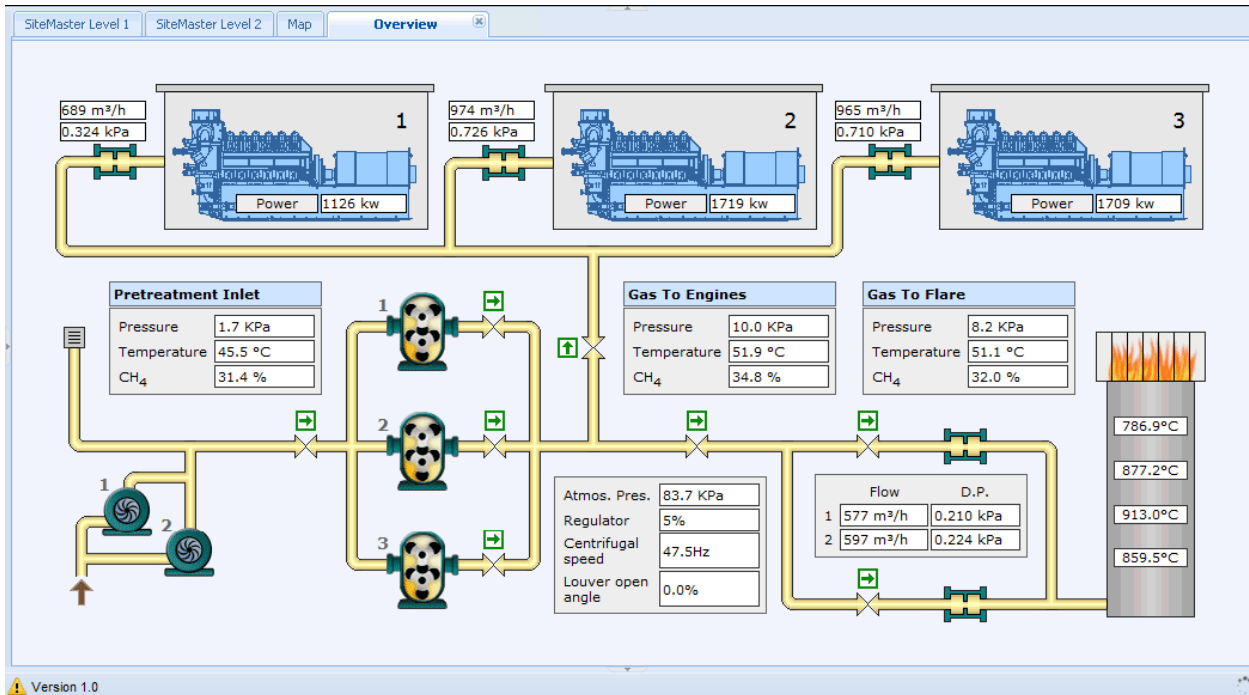 SiteMaster Level 1
SiteMaster Level 2
Map
Overview
689 m³/h
0.324 kPa
1
Power
1126 kw
974 m³/h
0.726 kPa
2
Power
1719 kw
965 m³/h
0.710 kPa
3
Power
1709 kw
Pretreatment Inlet
Pressure 1.7 KPa
Temperature 45.5 °C
CH₄ 31.4 %
Gas To Engines
Pressure 10.0 KPa
Temperature 51.9 °C
CH₄ 34.8 %
Gas To Flare
Pressure 8.2 KPa
Temperature 51.1 °C
CH₄ 32.0 %
1
2
3
1
2
Atmos. Pres. 83.7 KPa
Regulator 5%
Centrifugal
speed 47.5Hz
Louver open
angle 0.0%
Flow D.P.
1 577 m³/h 0.210 kPa
2 597 m³/h 0.224 kPa
786.9°C
877.2°C
913.0°C
859.5°C
Version 1.0